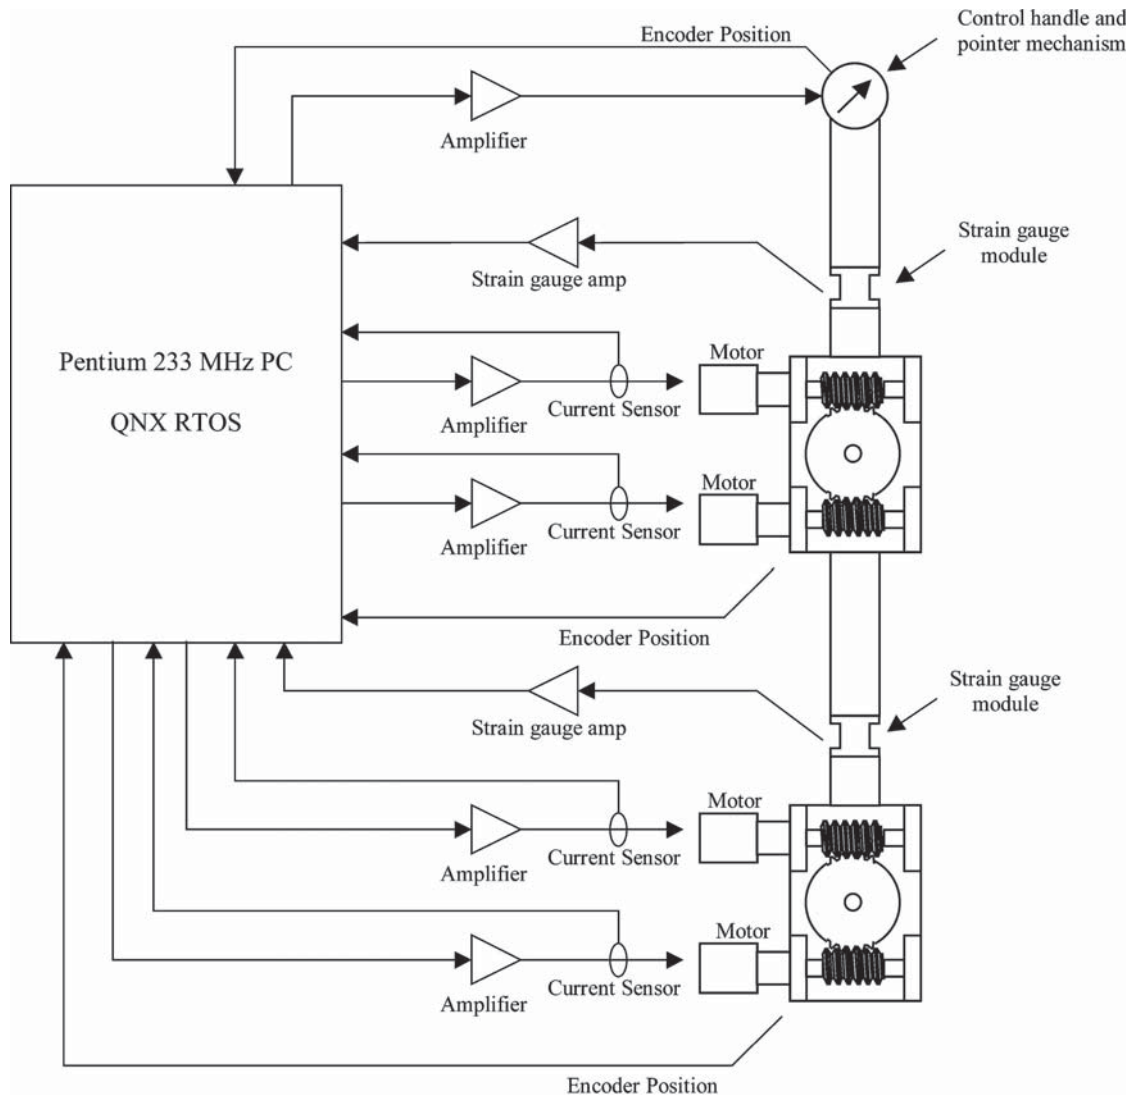 Encoder Position
Control handle and
pointer mechanism
Amplifier
Strain gauge
module
Strain gauge amp
Pentium 233 MHz PC
QNX RTOS
Motor
Current Sensor
Amplifier
Motor
Current Sensor
Amplifier
Encoder Position
Strain gauge
module
Strain gauge amp
Motor
Current Sensor
Amplifier
Motor
Current Sensor
Amplifier
Encoder Position